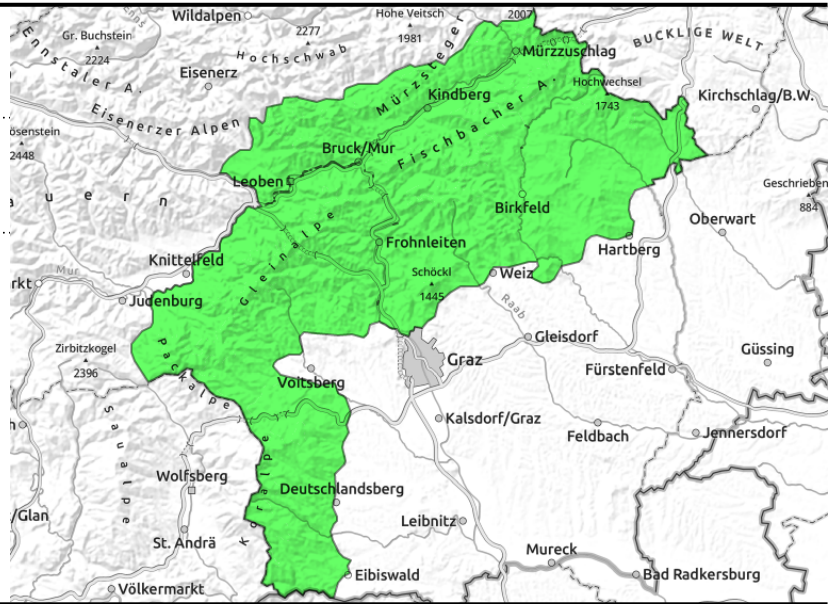 Wildalpen
Hohe Veitsch
1981
2007
Enns
Ennstaler A.
Gr. Buchstein
2224
2277
Hochschwab
Mürzsteger
Mürzzuschlag
BUCKLIGE WELT
Eisenerz
Hochwechsel
1743
Kindberg
Kirchschlag/B.W.
Eisenerzer Alpen
Fischbacher A.
ösenstein
2448
Bruck/Mur
Leoben
Geschrieben
884
auern
Birkfeld
Oberwart
Gleinalpe
Frohnleiten
Hartberg
Knittelfeld
Mur
rkt
Schöckl
1445
Weiz
Judenburg
Raab
Zirbitzkogel
2396
Packalpe
Gleisdorf
Graz
Güssing
Voitsberg
Fürstenfeld
Saualpe
Kalsdorf/Graz
Feldbach
Jennersdorf
h
Wolfsberg
Koralpe
Deutschlandsberg
/Glan
Leibnitz
St. Andrä
Mureck
Eibiswald
Bad Radkersburg
Völkermarkt